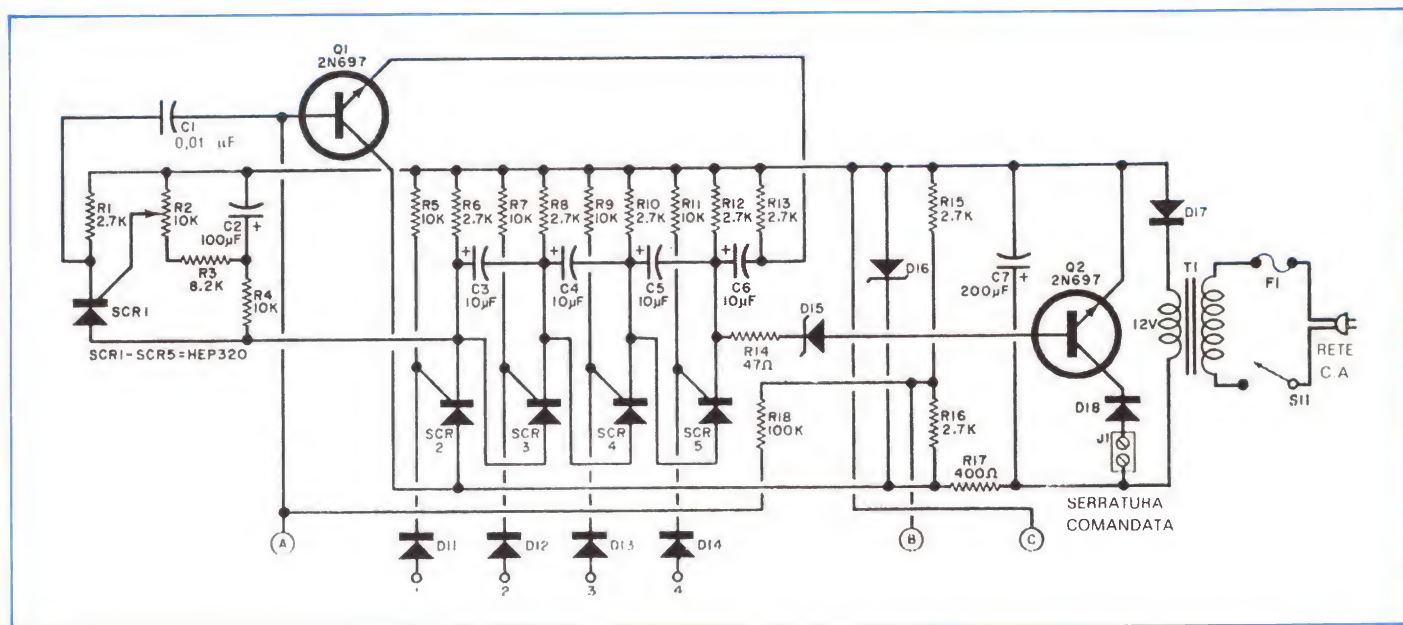 Q1
2N697
C1
0,01 μF
R1
2.7K
R2
10K
C2
100μF
+
R3
8.2K
R4
10K
SCR1
SCR1-SCR5=HEP320
R5
10K
R6
2.7K
R7
10K
R8
2.7K
R9
10K
R10
2.7K
R11
10K
R12
2.7K
R13
2.7K
+
C3
10μF
+
C4
10μF
+
C5
10μF
+
C6
10μF
SCR
2
SCR
3
SCR
4
SCR
5
R14
47Ω
D15
D16
R15
2.7K
C7
200μF
+
Q2
2N697
D17
12V
T1
F1
RETE
C.A
S11
R18
100K
R16
2.7K
R17
400Ω
D18
J1
SERRATURA
COMANDATA
A
D11
D12
D13
D14
B
C
1
2
3
4